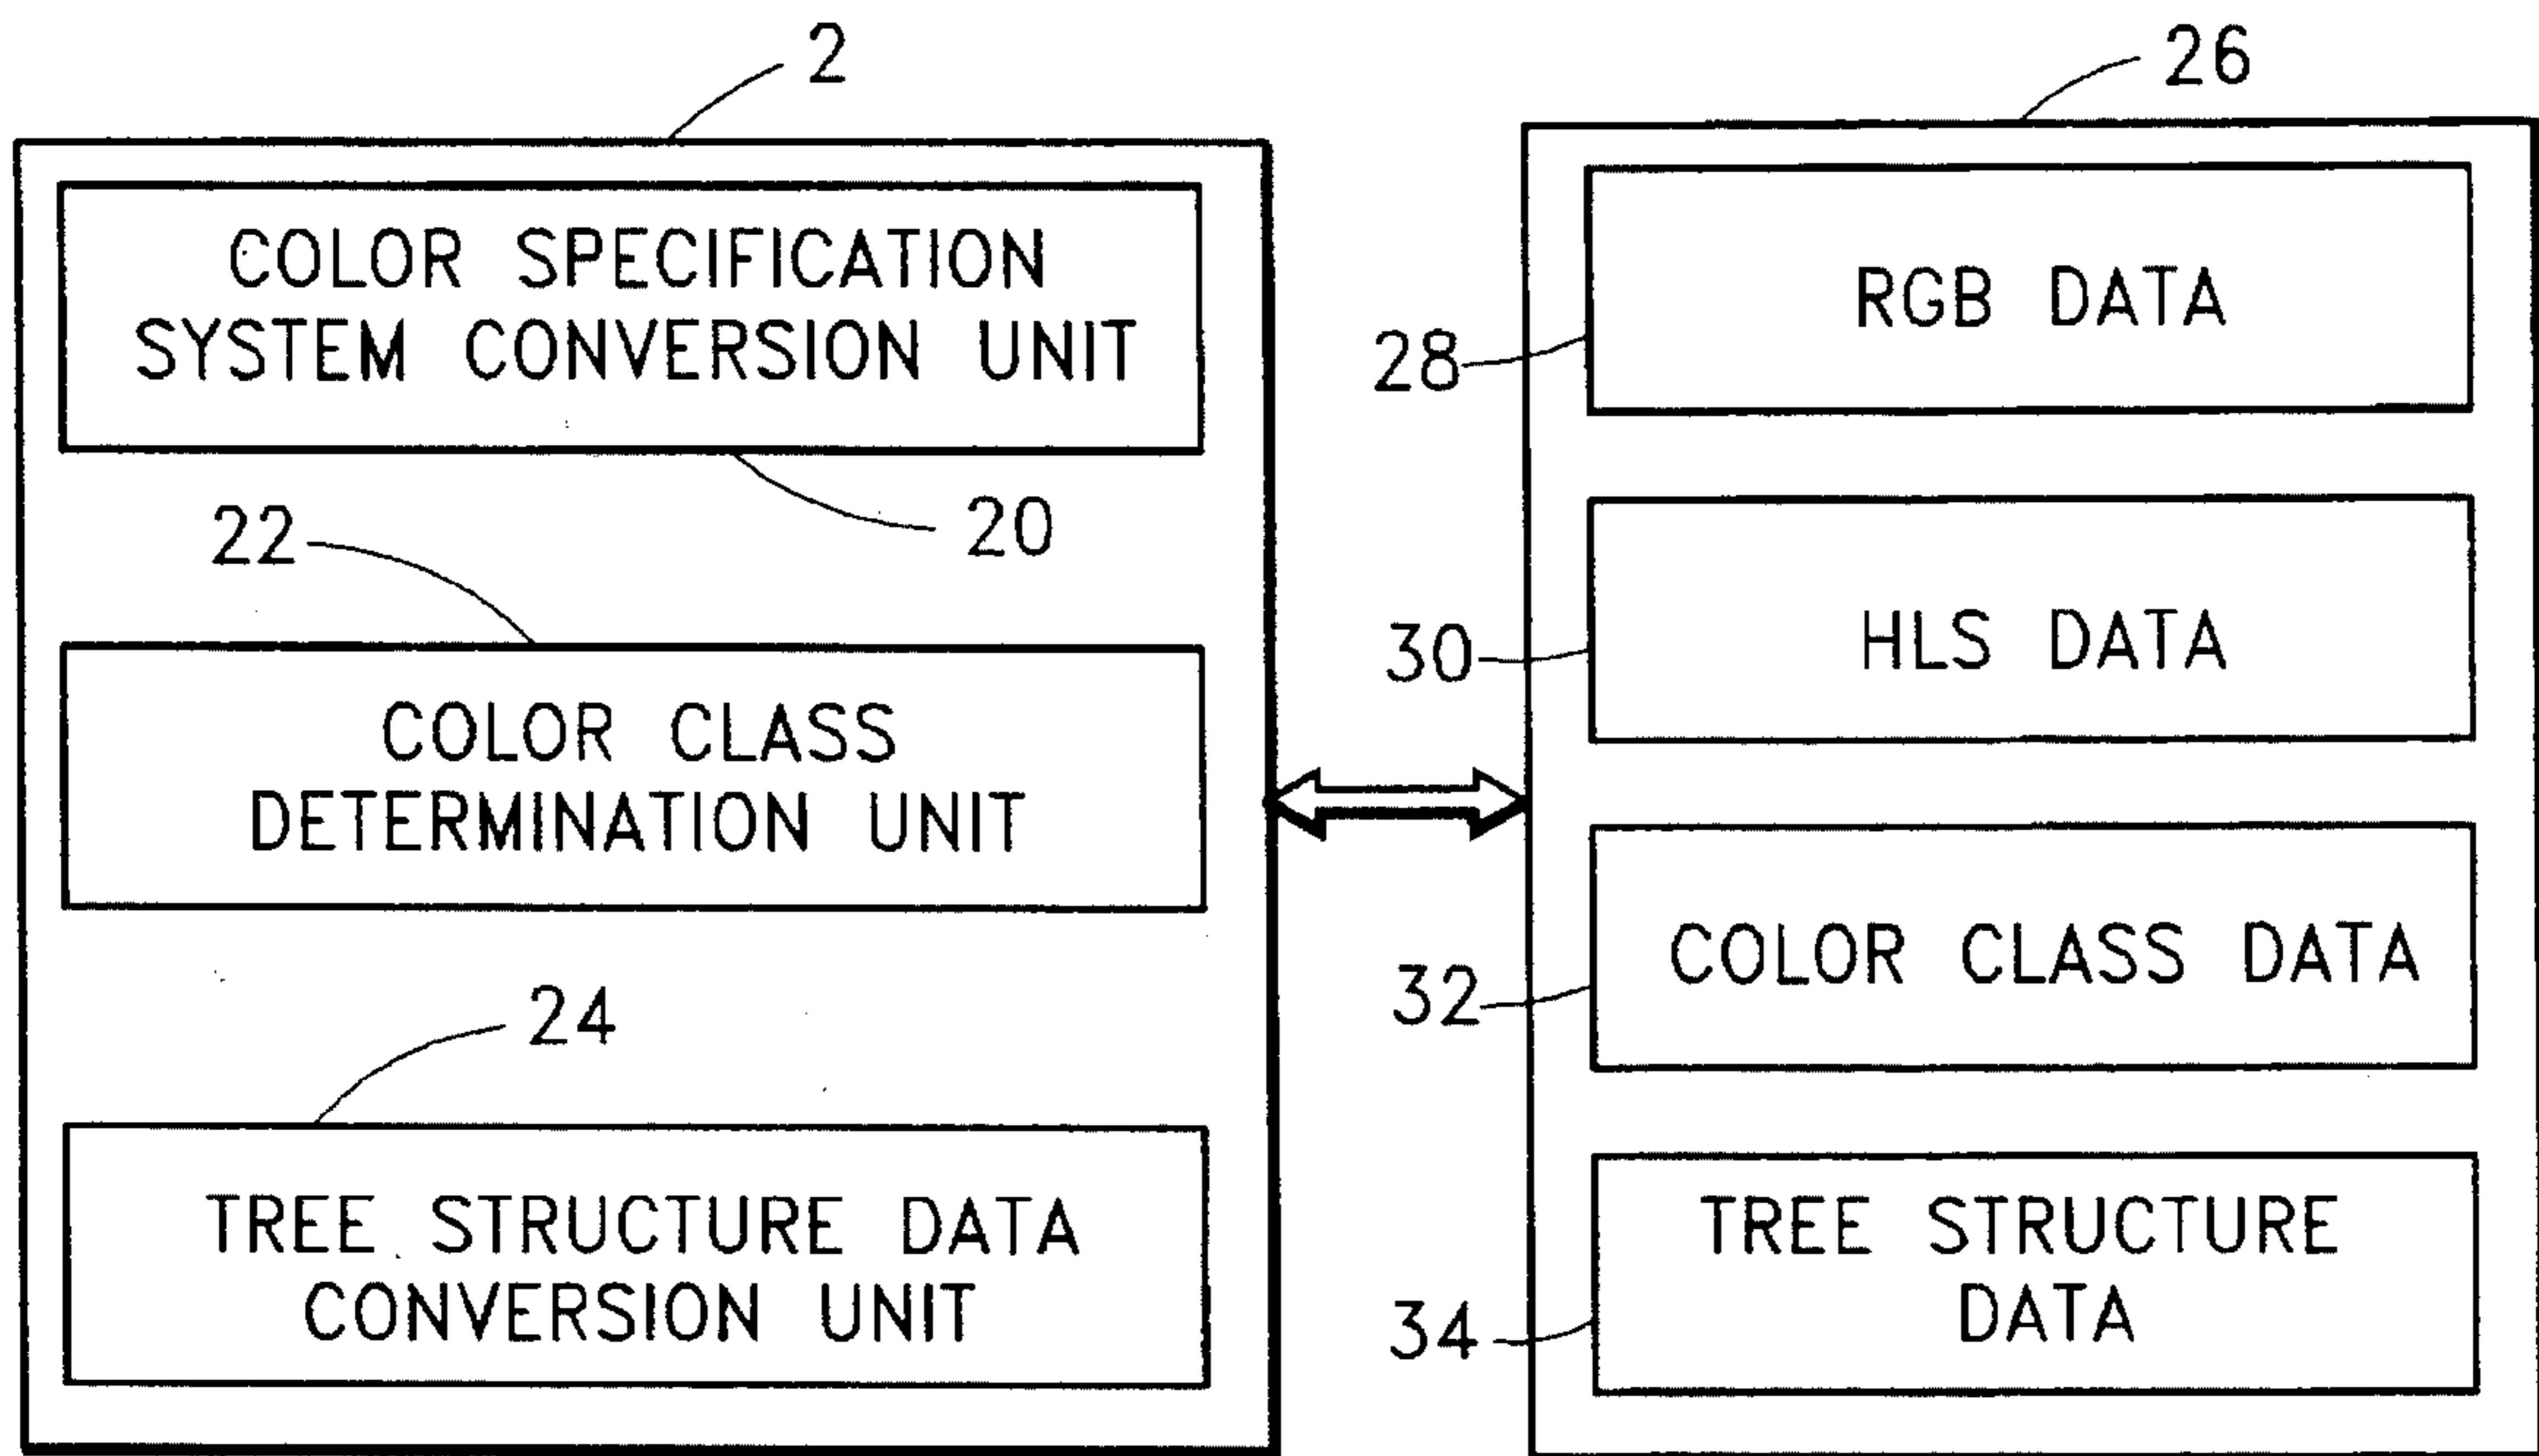 2
26
COLOR SPECIFICATION
SYSTEM CONVERSION UNIT
20
22
COLOR CLASS
DETERMINATION UNIT
24
TREE STRUCTURE DATA
CONVERSION UNIT
RGB DATA
28
HLS DATA
30
COLOR CLASS DATA
32
TREE STRUCTURE
DATA
34